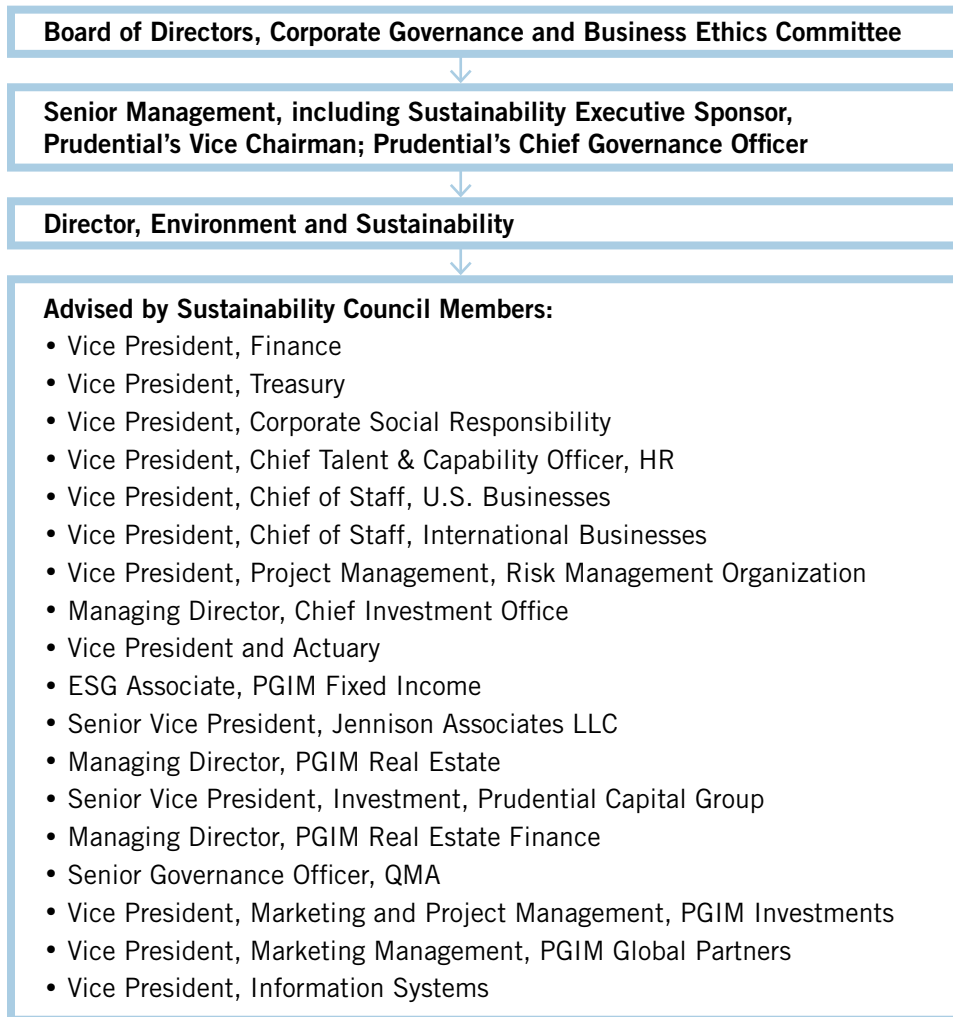 Board of Directors, Corporate Governance and Business Ethics Committee
Senior Management, including Sustainability Executive Sponsor,
Prudential’s Vice Chairman; Prudential’s Chief Governance Officer
Director, Environment and Sustainability
Advised by Sustainability Council Members:
• Vice President, Finance
• Vice President, Treasury
• Vice President, Corporate Social Responsibility
• Vice President, Chief Talent & Capability Officer, HR
• Vice President, Chief of Staff, U.S. Businesses
• Vice President, Chief of Staff, International Businesses
• Vice President, Project Management, Risk Management Organization
• Managing Director, Chief Investment Office
• Vice President and Actuary
• ESG Associate, PGIM Fixed Income
• Senior Vice President, Jennison Associates LLC
• Managing Director, PGIM Real Estate
• Senior Vice President, Investment, Prudential Capital Group
• Managing Director, PGIM Real Estate Finance
• Senior Governance Officer, QMA
• Vice President, Marketing and Project Management, PGIM Investments
• Vice President, Marketing Management, PGIM Global Partners
• Vice President, Information Systems